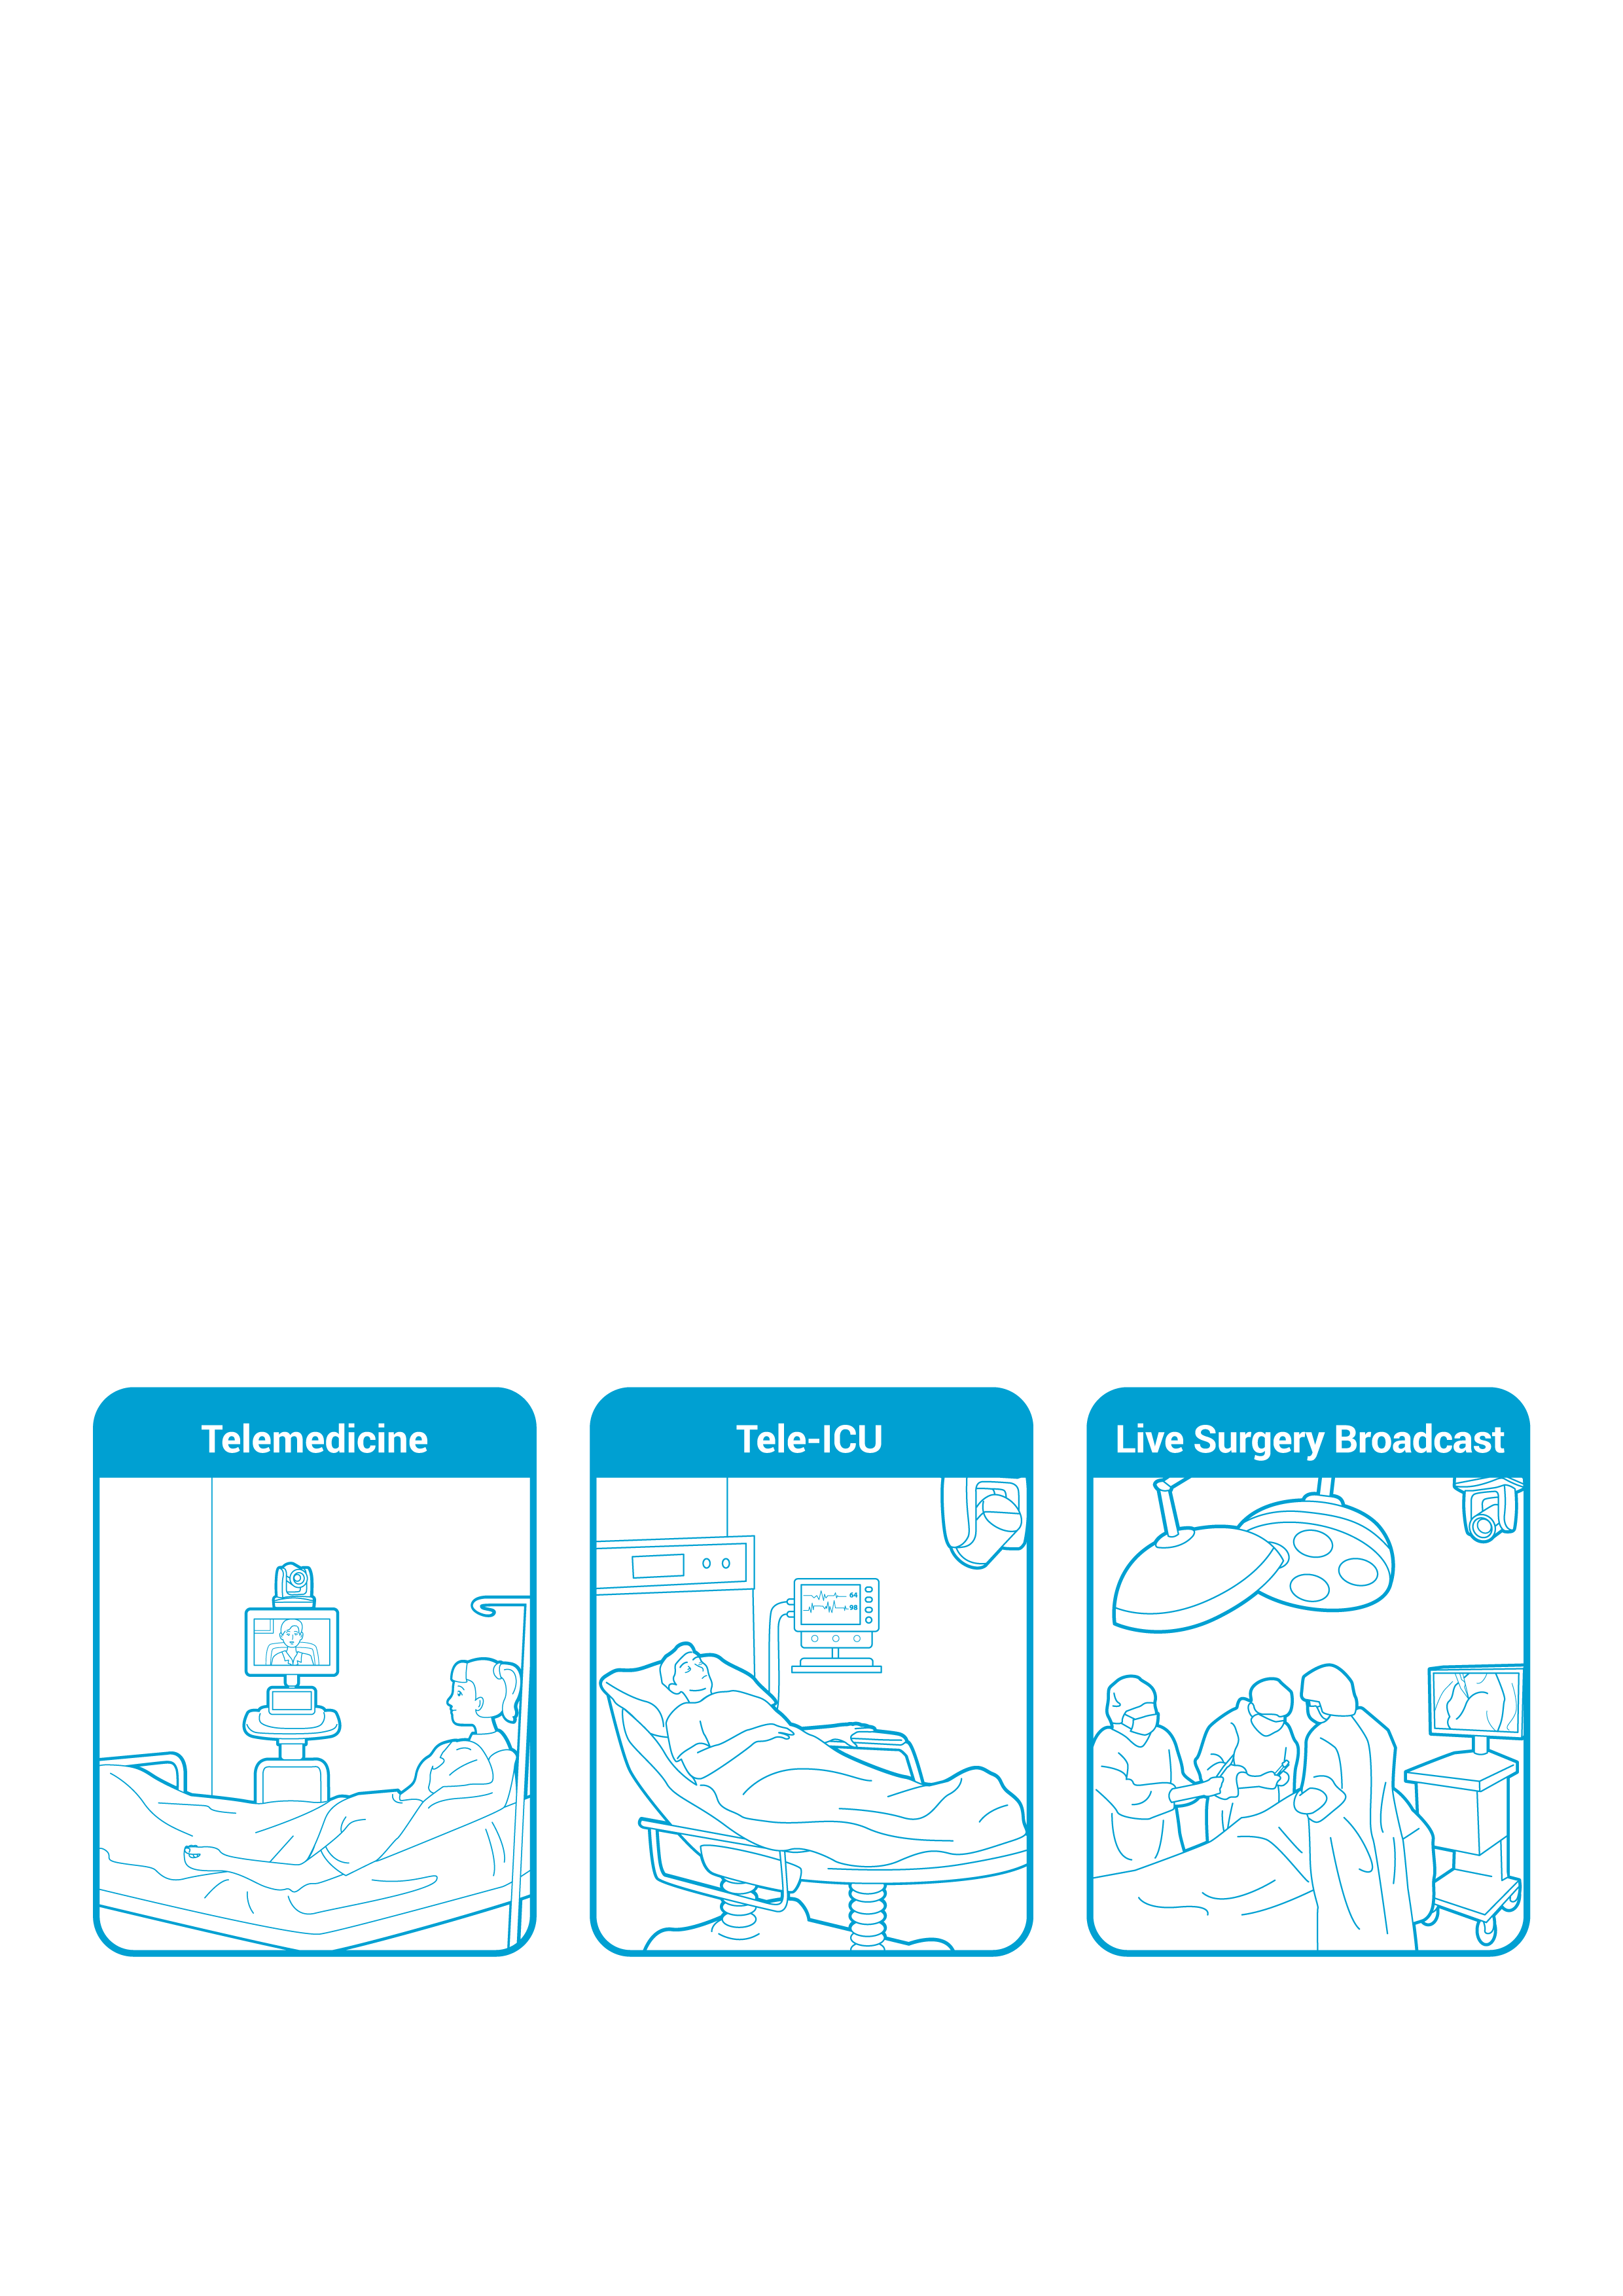 Telemedicine
Tele-ICU
Live Surgery Broadcast
64
98